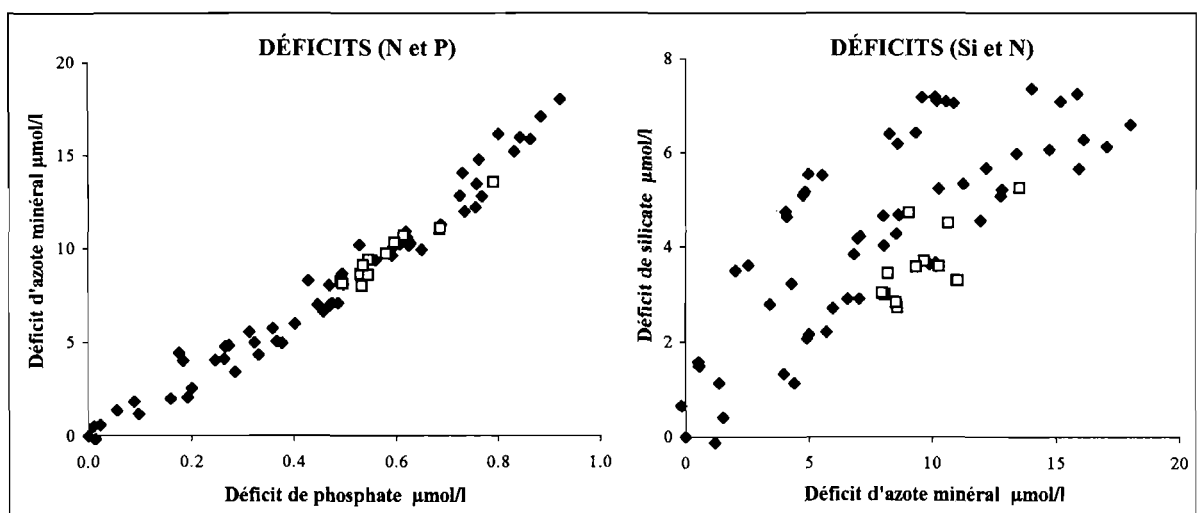 DÉFICITS (N et P)
20
15
10
5
0
0.0 0.2 0.4 0.6 0.8 1.0
Déficit d'azote minéral µmol/l
Déficit de phosphate µmol/l
DÉFICITS (Si et N)
8
6
4
2
0
0 5 10 15 20
Déficit de silicate µmol/l
Déficit d'azote minéral µmol/l